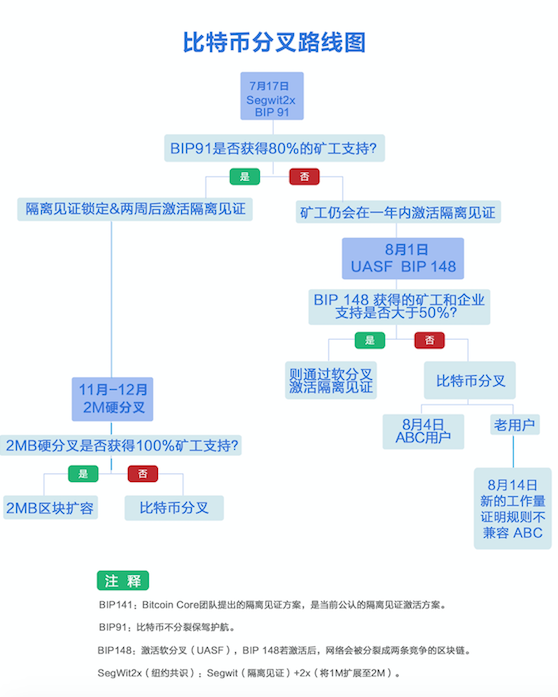 比特币分叉路线图
7月17日
Segwit2x
BIP 91
BIP91是否获得80%的矿工支持?
是
否
隔离见证锁定&两周后激活隔离见证
矿工仍会在一年内激活隔离见证
8月1日
UASF BIP 148
BIP 148 获得的矿工和企业
支持是否大于50%?
是
否
则通过软分叉
激活隔离见证
比特币分叉
11月-12月
2M硬分叉
8月4日
ABC用户
老用户
2MB硬分叉是否获得100%矿工支持?
是
否
2MB区块扩容
比特币分叉
8月14日
新的工作量
证明规则不
兼容 ABC
注 释
BIP141：Bitcoin Core团队提出的隔离见证方案，是当前公认的隔离见证激活方案。
BIP91：比特币不分裂保驾护航。
BIP148：激活软分叉（UASF），BIP 148若激活后，网络会被分裂成两条竞争的区块链。
SegWit2x（纽约共识）；Segwit（隔离见证）+2x（将1M扩展至2M）。